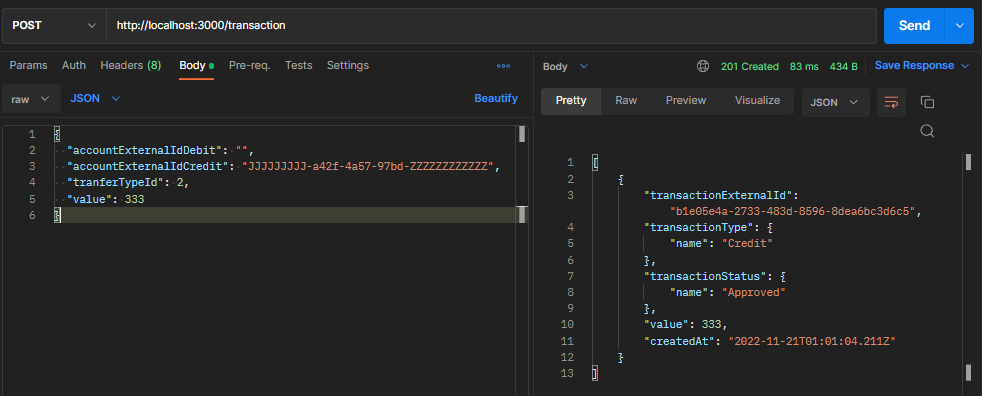 POST http://localhost:3000/transaction Send
Params Auth Headers (8) Body Pre-req. Tests Settings
raw JSON Beautify
1 {
2 "accountExternalIdDebit": "",
3 "accountExternalIdCredit": "JJJJJJJJJ-a42f-4a57-97bd-ZZZZZZZZZZZZ",
4 "tranferTypeId": 2,
5 "value": 333
6 }
Body 201 Created 83 ms 434 B Save Response
Pretty Raw Preview Visualize JSON
1 [
2 {
3 "transactionExternalId":
"b1e05e4a-2733-483d-8596-8dea6bc3d6c5",
4 "transactionType": {
5 "name": "Credit"
6 },
7 "transactionStatus": {
8 "name": "Approved"
9 },
10 "value": 333,
11 "createdAt": "2022-11-21T01:01:04.211Z"
12 }
13 ]